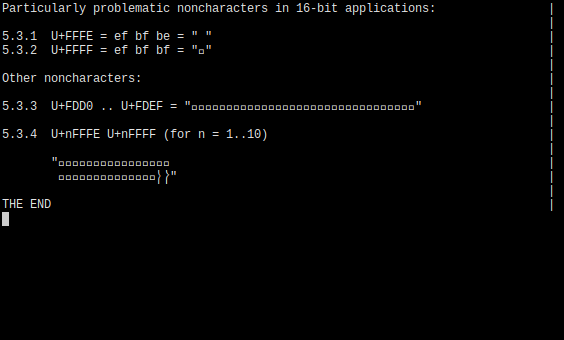 Particularly problematic noncharacters in 16-bit applications: |
|
5.3.1  U+FFFE = ef bf be = " " |
5.3.2  U+FFFF = ef bf bf = "▫" |
|
Other noncharacters: |
|
5.3.3  U+FDD0 .. U+FDEF = "▫▫▫▫▫▫▫▫▫▫▫▫▫▫▫▫▫▫▫▫▫▫▫▫▫▫▫▫▫▫▫▫" |
|
5.3.4  U+nFFFE U+nFFFF (for n = 1..10) |
|
"▫▫▫▫▫▫▫▫▫▫▫▫▫▫▫▫ |
▫▫▫▫▫▫▫▫▫▫▫▫▫▫⎬⎬" |
|
THE END |